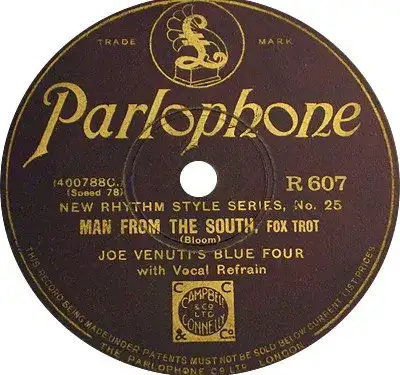 TRADE MARK
£
Parlophone
(400788C.)
(Speed 78)
R 607
NEW RHYTHM STYLE SERIES, No. 25
MAN FROM THE SOUTH, FOX TROT
(Bloom)
JOE VENUTI'S BLUE FOUR
with Vocal Refrain
CAMPBELL
& CO
LTD
CONNELLY
C & C
THIS RECORD BEING MADE UNDER PATENTS MUST NOT BE SOLD BELOW CURRENT LIST PRICES
THE PARLOPHONE CO LTD LONDON